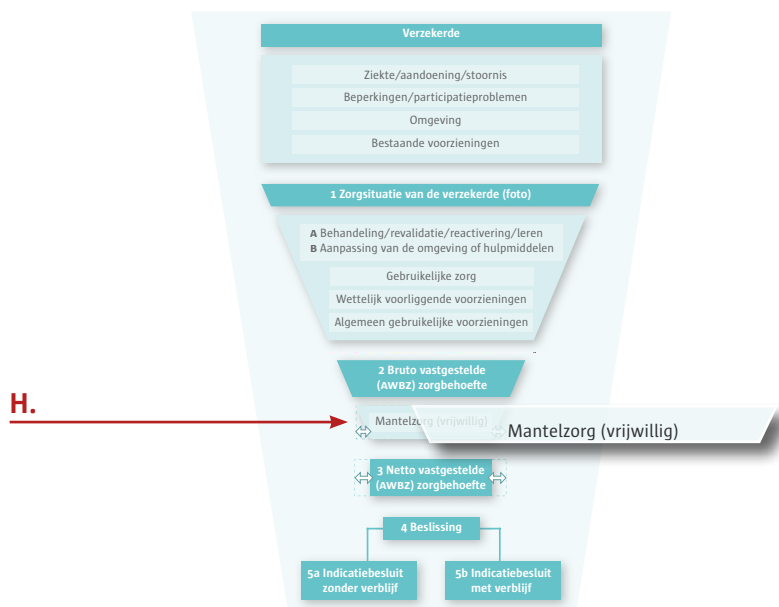 Verzekerde
Ziekte/aandoening/stoornis
Beperkingen/participatieproblemen
Omgeving
Bestaande voorzieningen
1 Zorgsituatie van de verzekerde (foto)
A Behandeling/revalidatie/reactivering/leren
B Aanpassing van de omgeving of hulpmiddelen
Gebruikelijke zorg
Wettelijk voorliggende voorzieningen
Algemeen gebruikelijke voorzieningen
2 Bruto vastgestelde
(AWBZ) zorgbehoefte
H.
Mantelzorg (vrijwillig)
Mantelzorg (vrijwillig)
3 Netto vastgestelde
(AWBZ) zorgbehoefte
4 Beslissing
5a Indicatiebesluit
zonder verblijf
5b Indicatiebesluit
met verblijf